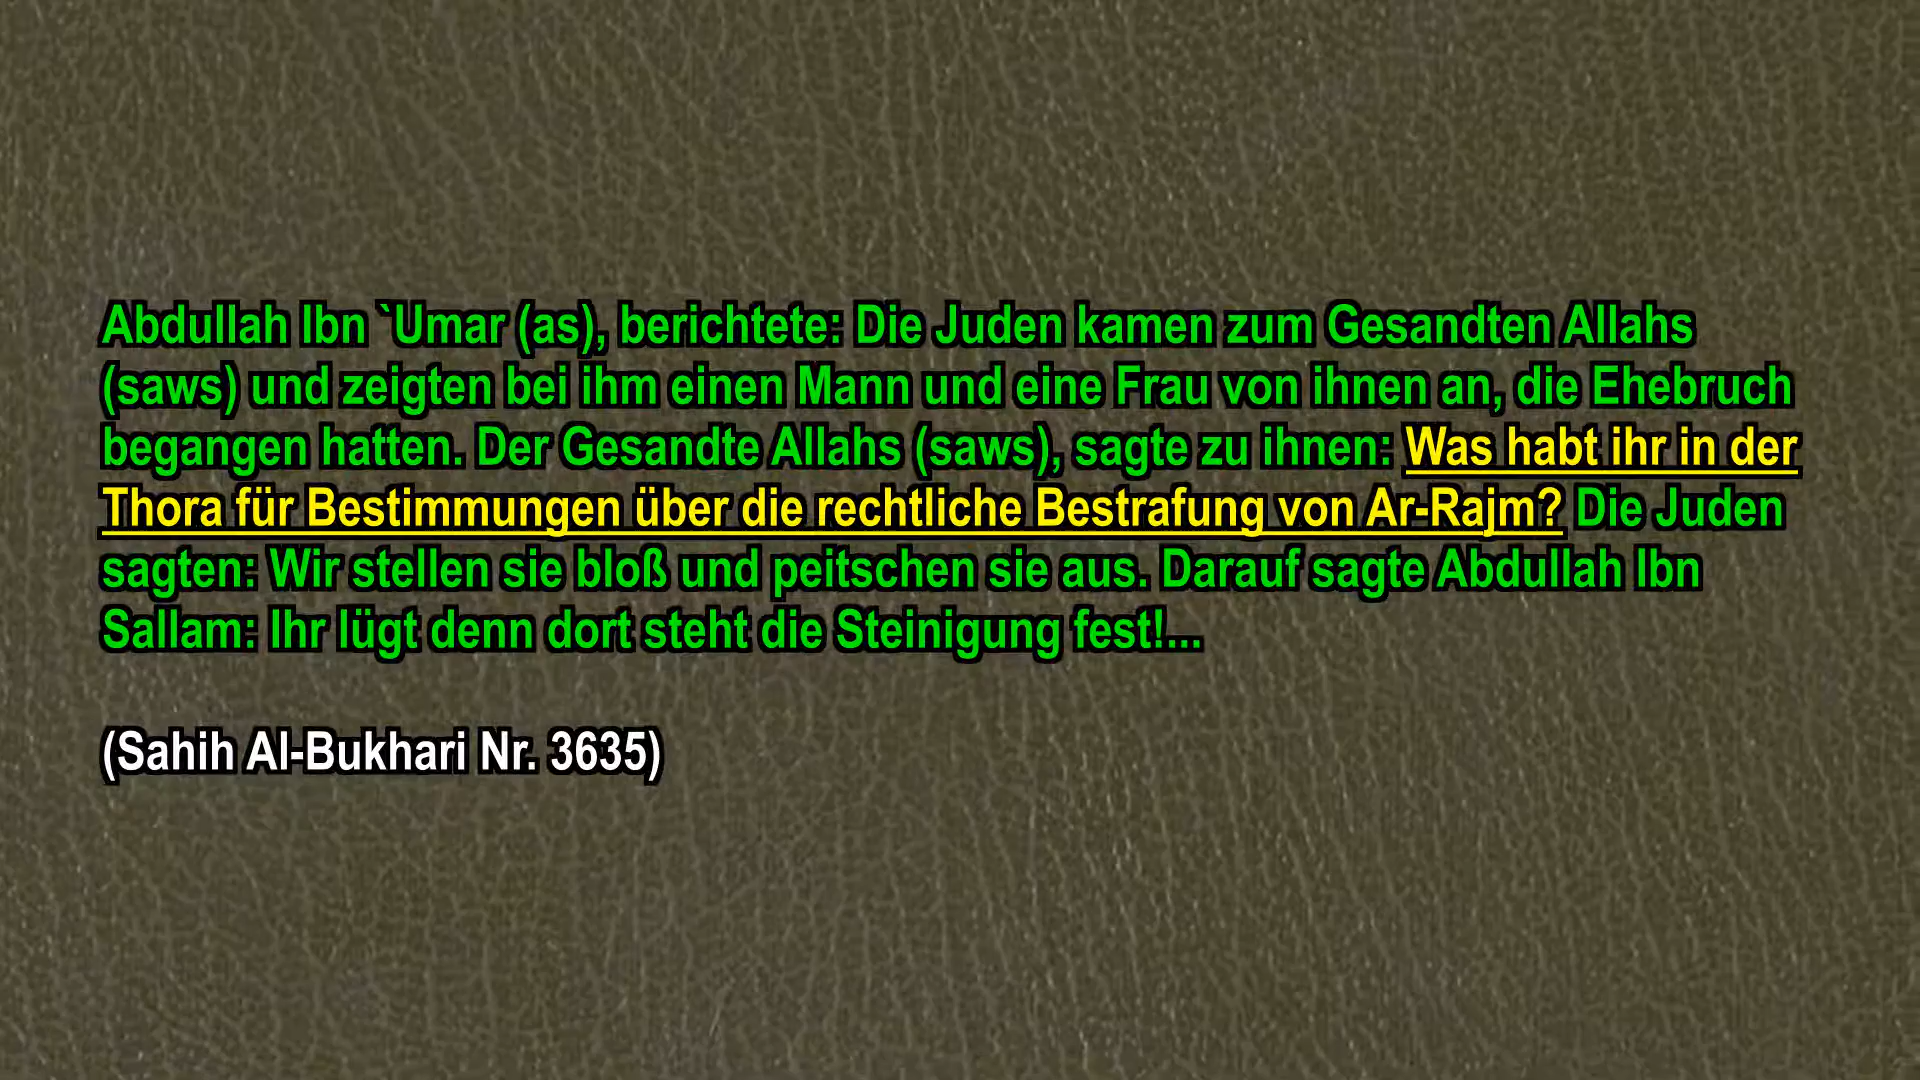 Abdullah Ibn `Umar (as), berichtete: Die Juden kamen zum Gesandten Allahs
(saws) und zeigten bei ihm einen Mann und eine Frau von ihnen an, die Ehebruch
begangen hatten. Der Gesandte Allahs (saws), sagte zu ihnen: Was habt ihr in der
Thora für Bestimmungen über die rechtliche Bestrafung von Ar-Rajm? Die Juden
sagten: Wir stellen sie bloß und peitschen sie aus. Darauf sagte Abdullah Ibn
Sallam: Ihr lügt denn dort steht die Steinigung fest!...
(Sahih Al-Bukhari Nr. 3635)